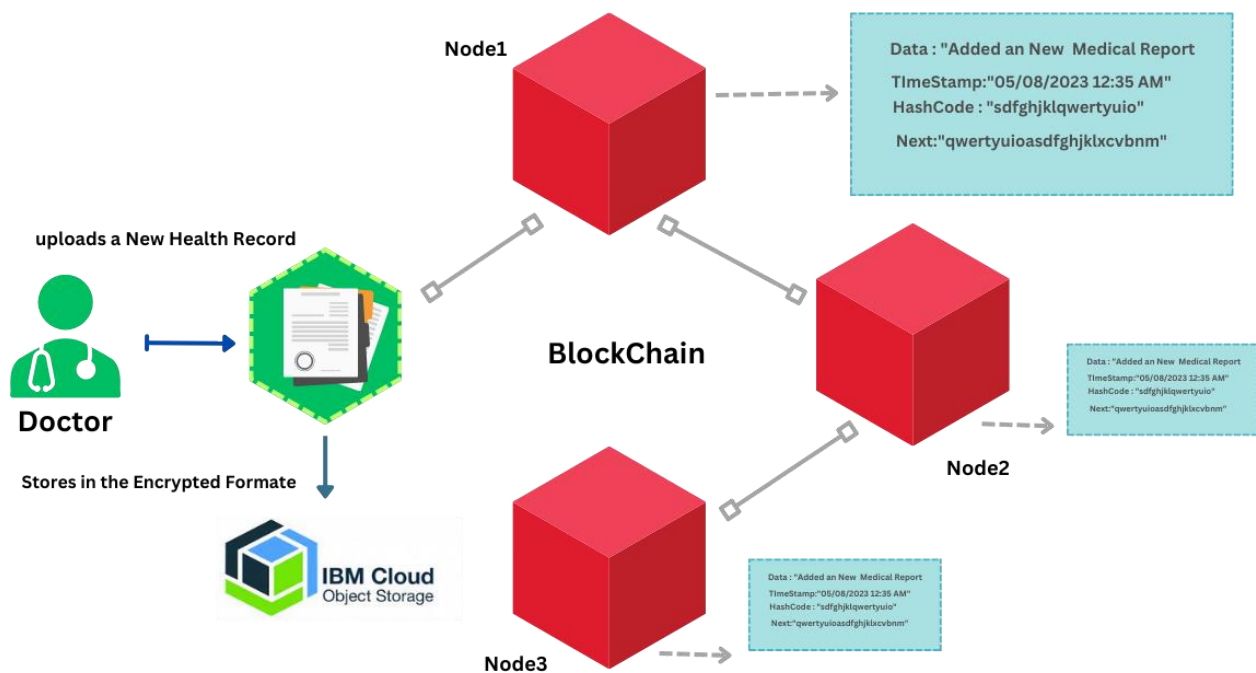 Node1
Data : "Added an New Medical Report
TImeStamp:"05/08/2023 12:35 AM"
HashCode : "sdfghjklqwertyuio"
Next:"qwertyuioasdfghjklxcvbnm"
uploads a New Health Record
Doctor
BlockChain
Data : "Added an New Medical Report
TImeStamp:"05/08/2023 12:35 AM"
HashCode : "sdfghjklqwertyuio"
Next:"qwertyuioasdfghjklxcvbnm"
Node2
Stores in the Encrypted Formate
IBM Cloud
Object Storage
Data : "Added an New Medical Report
TImeStamp:"05/08/2023 12:35 AM"
HashCode : "sdfghjklqwertyuio"
Next:"qwertyuioasdfghjklxcvbnm"
Node3